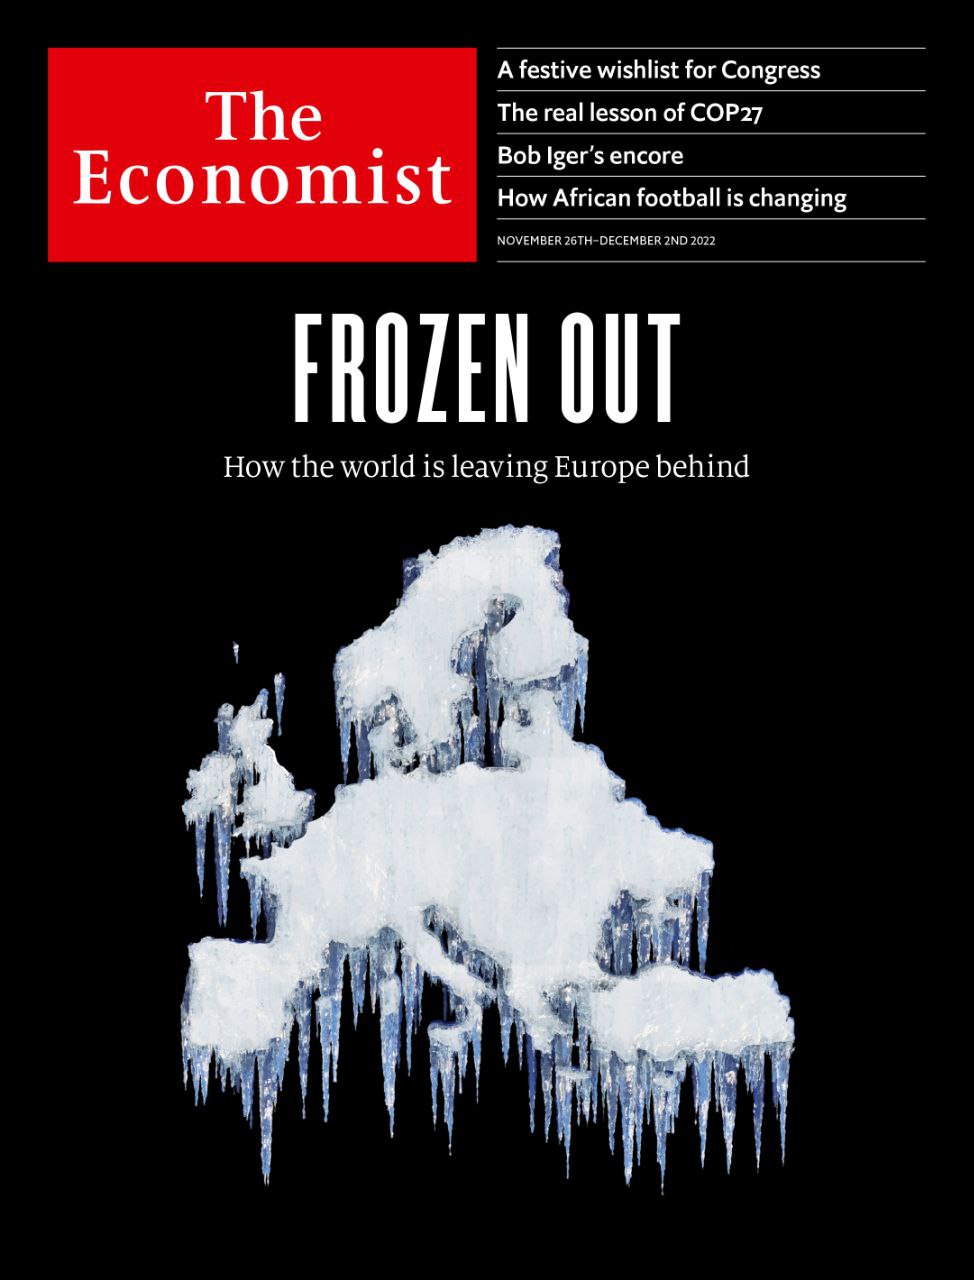 The
Economist
A festive wishlist for Congress
The real lesson of COP27
Bob Iger’s encore
How African football is changing
NOVEMBER 26TH–DECEMBER 2ND 2022
FROZEN OUT
How the world is leaving Europe behind